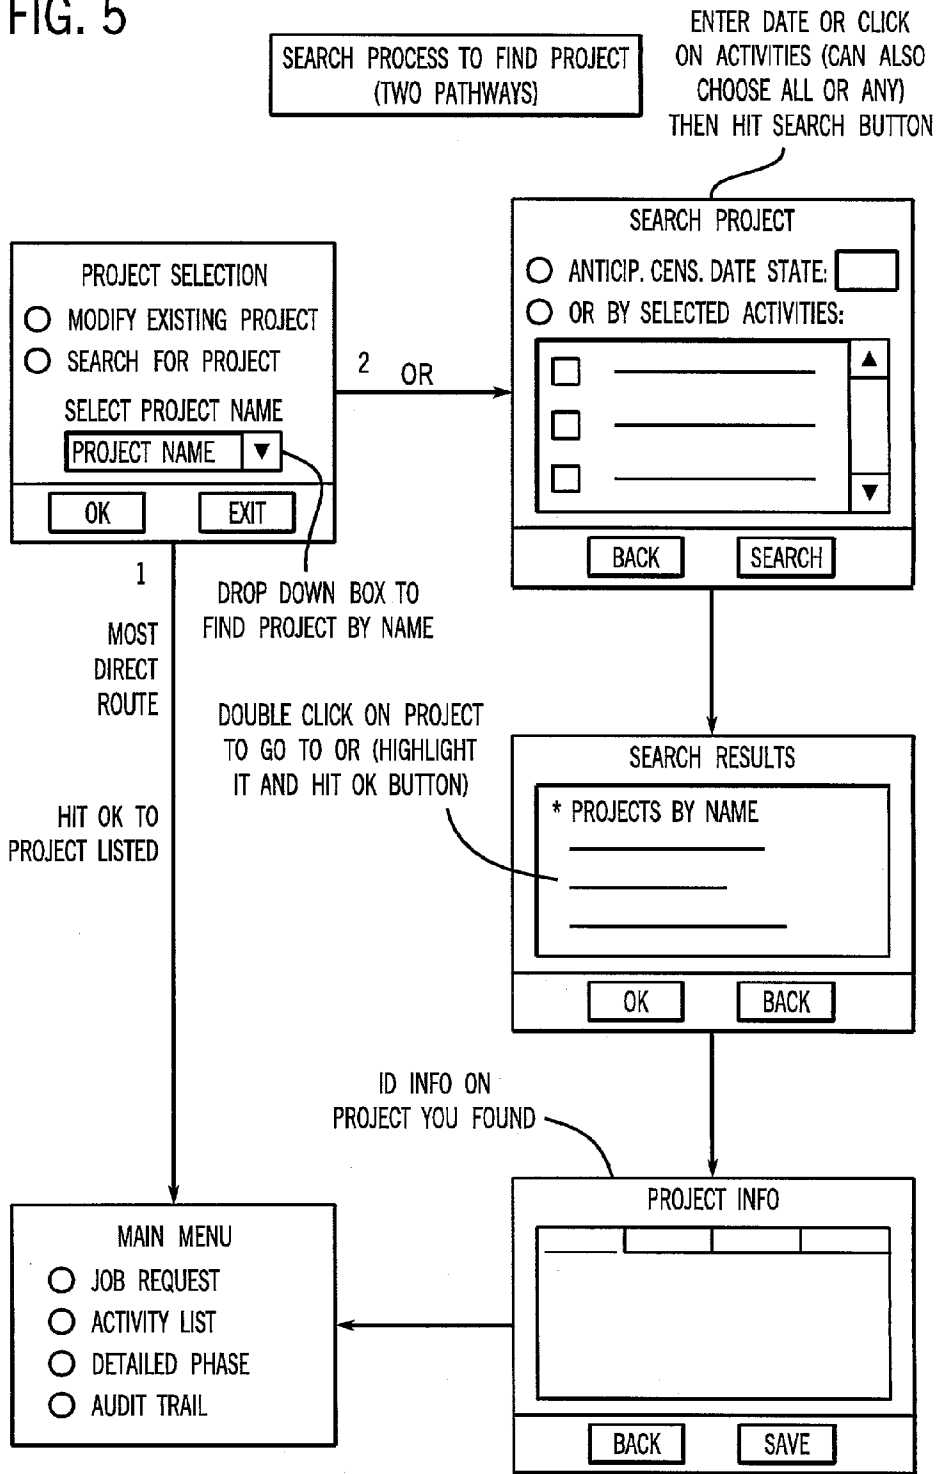 FIG. 5
SEARCH PROCESS TO FIND PROJECT
(TWO PATHWAYS)
ENTER DATE OR CLICK
ON ACTIVITIES (CAN ALSO
CHOOSE ALL OR ANY)
THEN HIT SEARCH BUTTON
PROJECT SELECTION
MODIFY EXISTING PROJECT
SEARCH FOR PROJECT
SELECT PROJECT NAME
PROJECT NAME ▼
OK EXIT
2 OR
SEARCH PROJECT
ANTICIP. CENS. DATE STATE:
OR BY SELECTED ACTIVITIES:
▲
▼
BACK SEARCH
DROP DOWN BOX TO
FIND PROJECT BY NAME
1
MOST
DIRECT
ROUTE
HIT OK TO
PROJECT LISTED
DOUBLE CLICK ON PROJECT
TO GO TO OR (HIGHLIGHT
IT AND HIT OK BUTTON)
SEARCH RESULTS
* PROJECTS BY NAME
OK BACK
ID INFO ON
PROJECT YOU FOUND
PROJECT INFO
BACK SAVE
MAIN MENU
JOB REQUEST
ACTIVITY LIST
DETAILED PHASE
AUDIT TRAIL